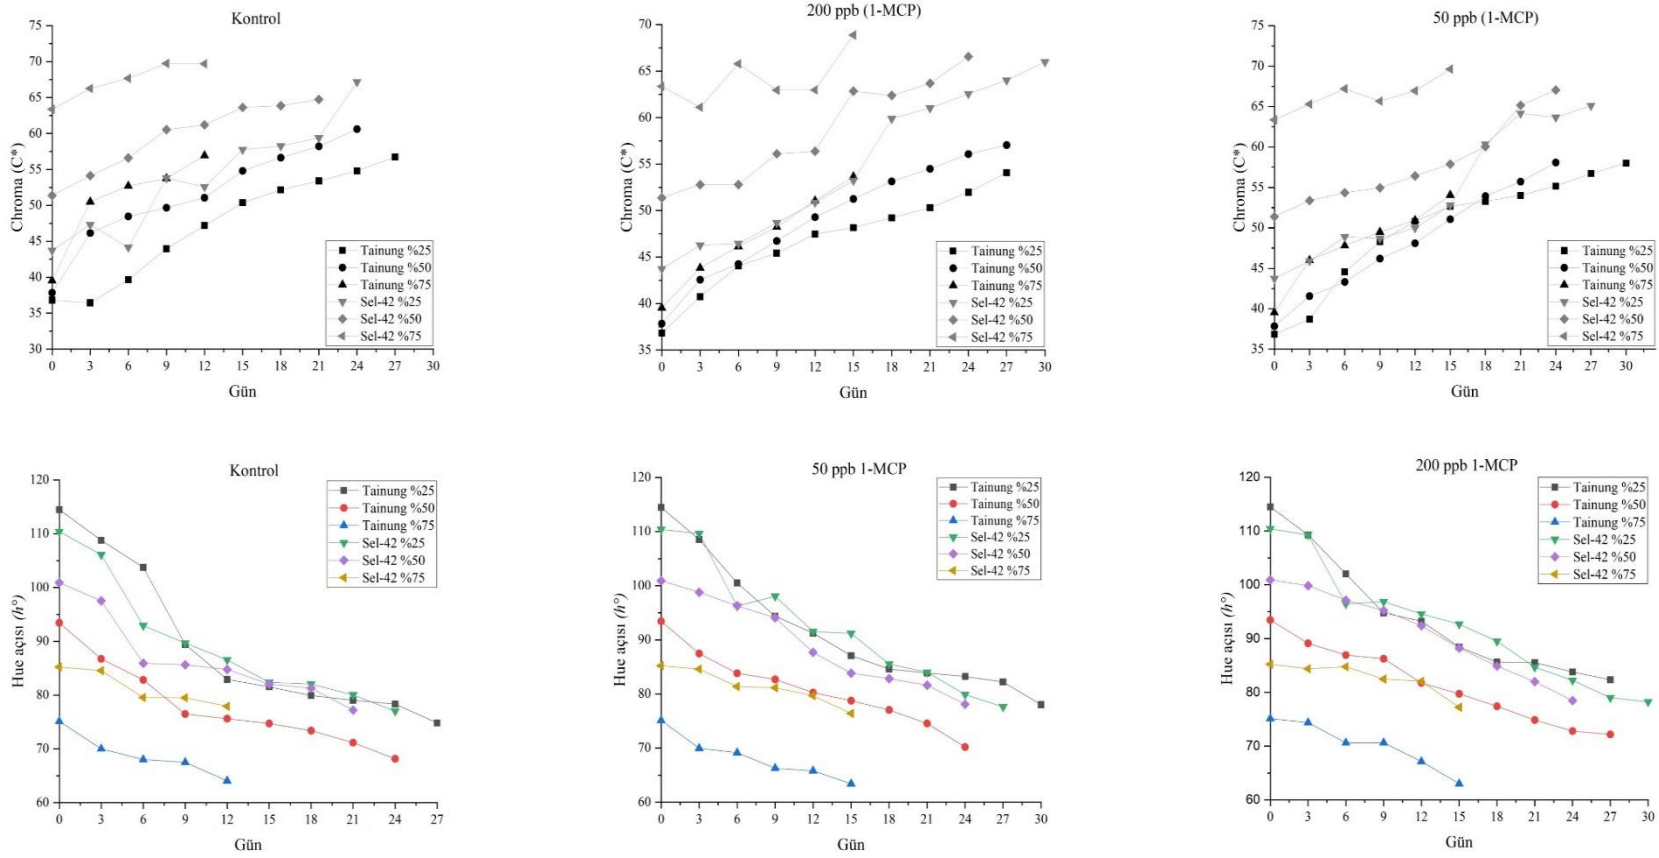 Kontrol
Chroma (C*)
75
70
65
60
55
50
45
40
35
30
Tainung %25
Tainung %50
Tainung %75
Sel-42 %25
Sel-42 %50
Sel-42 %75
0 3 6 9 12 15 18 21 24 27 30
Gün
200 ppb (1-MCP)
Chroma (C*)
70
65
60
55
50
45
40
35
Tainung %25
Tainung %50
Tainung %75
Sel-42 %25
Sel-42 %50
Sel-42 %75
0 3 6 9 12 15 18 21 24 27 30
Gün
50 ppb (1-MCP)
Chroma (C*)
75
70
65
60
55
50
45
40
35
Tainung %25
Tainung %50
Tainung %75
Sel-42 %25
Sel-42 %50
Sel-42 %75
0 3 6 9 12 15 18 21 24 27 30
Gün
Kontrol
Hue açısı (h°)
120
110
100
90
80
70
60
Tainung %25
Tainung %50
Tainung %75
Sel-42 %25
Sel-42 %50
Sel-42 %75
0 3 6 9 12 15 18 21 24 27
Gün
50 ppb 1-MCP
Hue açısı (h°)
120
110
100
90
80
70
60
Tainung %25
Tainung %50
Tainung %75
Sel-42 %25
Sel-42 %50
Sel-42 %75
0 3 6 9 12 15 18 21 24 27 30
Gün
200 ppb 1-MCP
Hue açısı (h°)
120
110
100
90
80
70
60
Tainung %25
Tainung %50
Tainung %75
Sel-42 %25
Sel-42 %50
Sel-42 %75
0 3 6 9 12 15 18 21 24 27 30
Gün